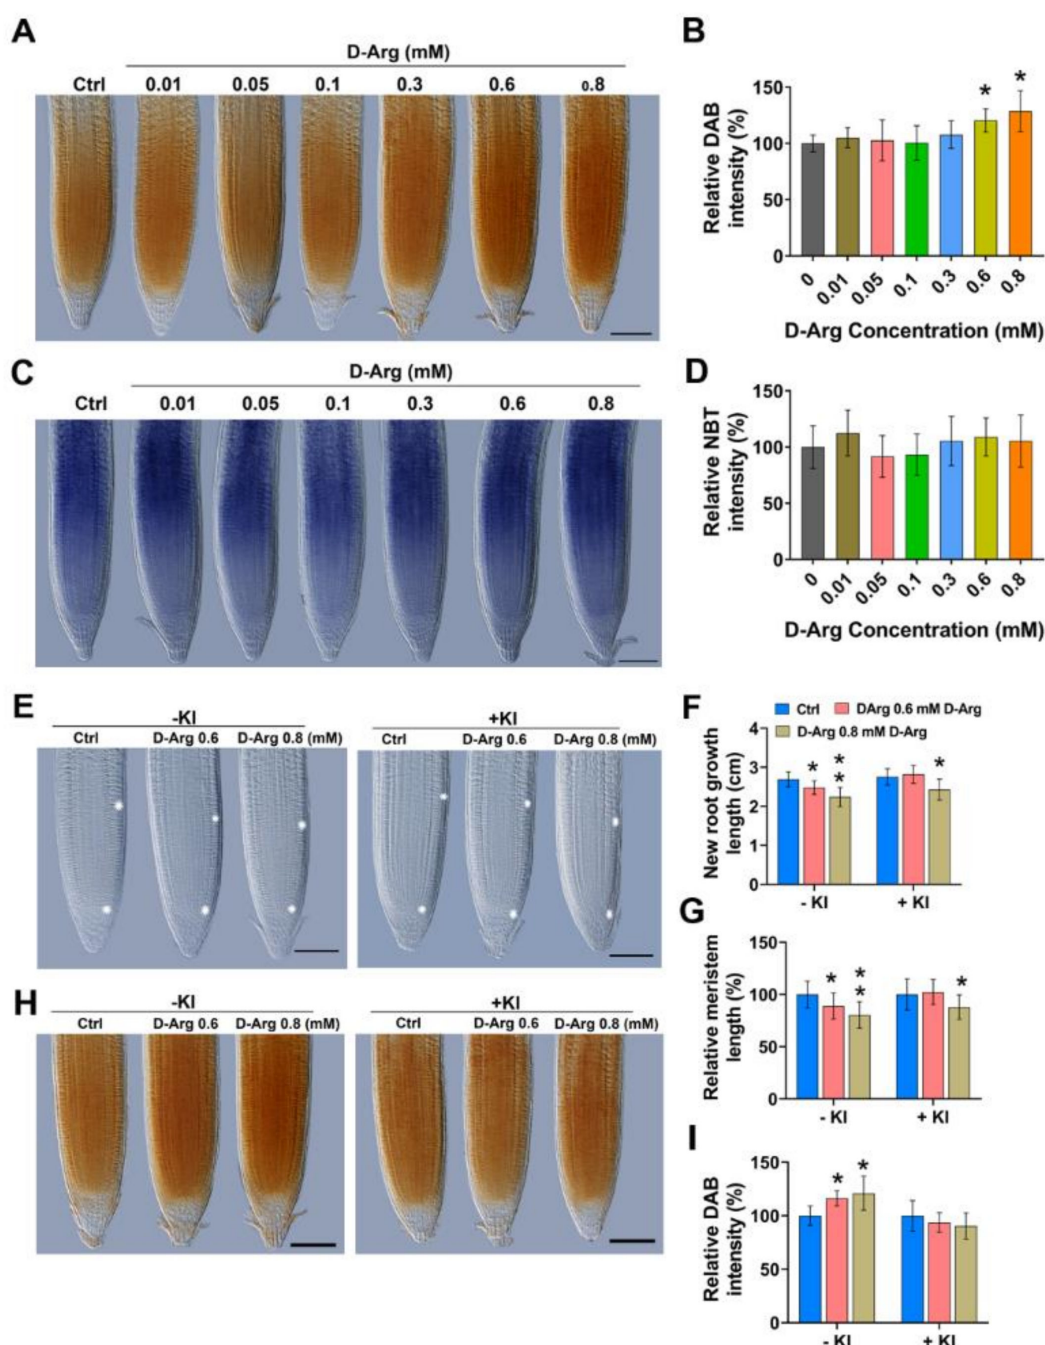 A
D-Arg (mM)
Ctrl 0.01 0.05 0.1 0.3 0.6 0.8
B
Relative DAB
intensity (%)
150
100
50
0
0 0.01 0.05 0.1 0.3 0.6 0.8
* *
D-Arg Concentration (mM)
C
D-Arg (mM)
Ctrl 0.01 0.05 0.1 0.3 0.6 0.8
D
Relative NBT
intensity (%)
150
100
50
0
0 0.01 0.05 0.1 0.3 0.6 0.8
D-Arg Concentration (mM)
E
-KI +KI
Ctrl D-Arg 0.6 D-Arg 0.8 (mM) Ctrl D-Arg 0.6 D-Arg 0.8 (mM)
F
Ctrl DArg 0.6 mM D-Arg
D-Arg 0.8 mM D-Arg
New root growth
length (cm)
4
3
2
1
0
* ** *
- KI + KI
G
Relative meristem
length (%)
150
100
50
0
* ** *
- KI + KI
H
-KI +KI
Ctrl D-Arg 0.6 D-Arg 0.8 (mM) Ctrl D-Arg 0.6 D-Arg 0.8 (mM)
I
Relative DAB
intensity (%)
150
100
50
0
* *
- KI + KI